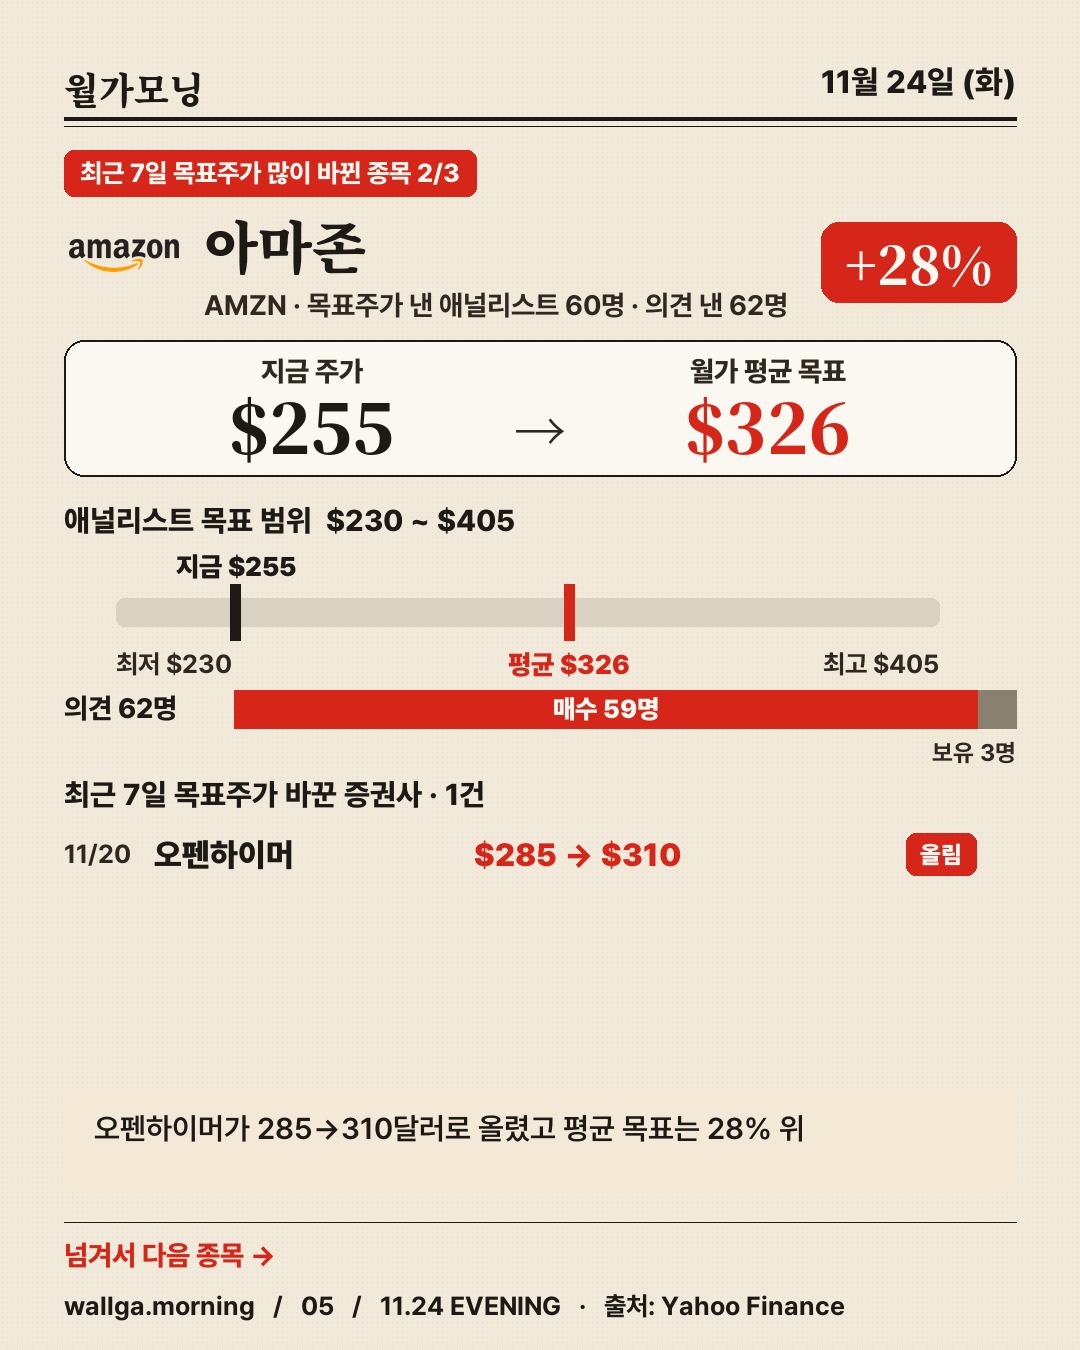 월가모닝
11월 24일 (화)
최근 7일 목표주가 많이 바뀐 종목 2/3
amazon
아마존
+28%
AMZN · 목표주가 낸 애널리스트 60명 · 의견 낸 62명
지금 주가
월가 평균 목표
$255 → $326
애널리스트 목표 범위 $230 ~ $405
지금 $255
최저 $230
평균 $326
최고 $405
의견 62명
매수 59명
보유 3명
최근 7일 목표주가 바꾼 증권사 · 1건
11/20 오펜하이머 $285 → $310 올림
오펜하이머가 285→310달러로 올렸고 평균 목표는 28% 위
넘겨서 다음 종목 →
wallga.morning / 05 / 11.24 EVENING · 출처: Yahoo Finance